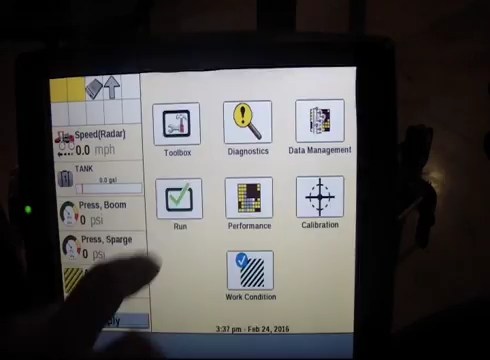 Speed(Radar)
0.0 mph
TANK
0.0 gal
Press, Boom
0 psi
Press, Sparge
0 psi
Toolbox
Diagnostics
Data Management
Run
Performance
Calibration
Work Condition
3:37 pm - Feb 24, 2016